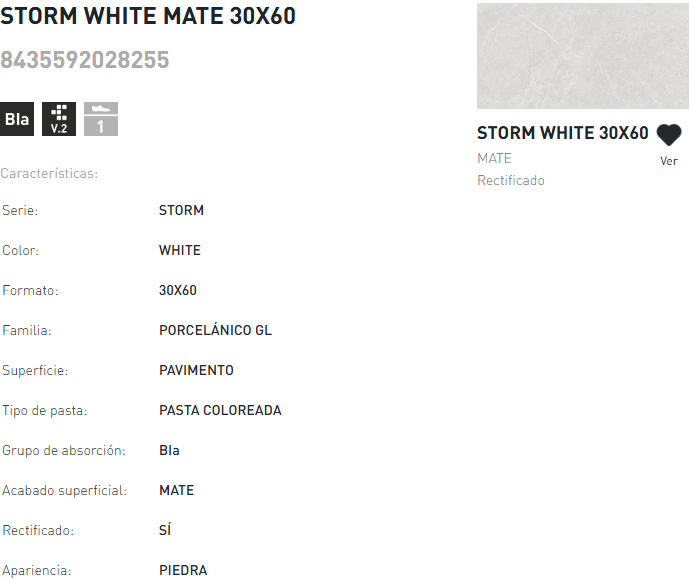 STORM WHITE MATE 30X60
8435592028255
BIa
V.2
1
Características:
Serie: STORM
Color: WHITE
Formato: 30X60
Familia: PORCELÁNICO GL
Superficie: PAVIMENTO
Tipo de pasta: PASTA COLOREADA
Grupo de absorción: BIa
Acabado superficial: MATE
Rectificado: SÍ
Apariencia: PIEDRA
STORM WHITE 30X60
Ver
MATE
Rectificado